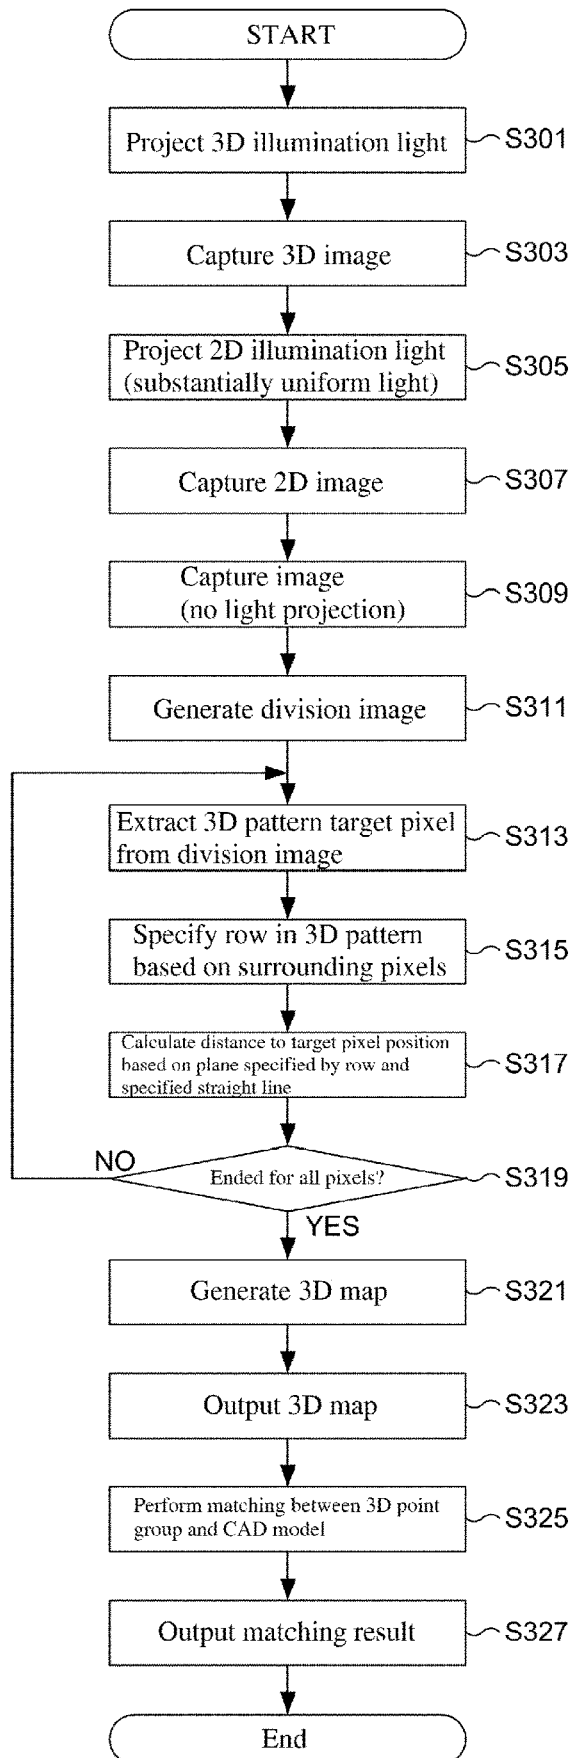 START
Project 3D illumination light
S301
Capture 3D image
S303
Project 2D illumination light
(substantially uniform light)
S305
Capture 2D image
S307
Capture image
(no light projection)
S309
Generate division image
S311
Extract 3D pattern target pixel
from division image
S313
Specify row in 3D pattern
based on surrounding pixels
S315
Calculate distance to target pixel position
based on plane specified by row and
specified straight line
S317
NO
Ended for all pixels?
S319
YES
Generate 3D map
S321
Output 3D map
S323
Perform matching between 3D point
group and CAD model
S325
Output matching result
S327
End